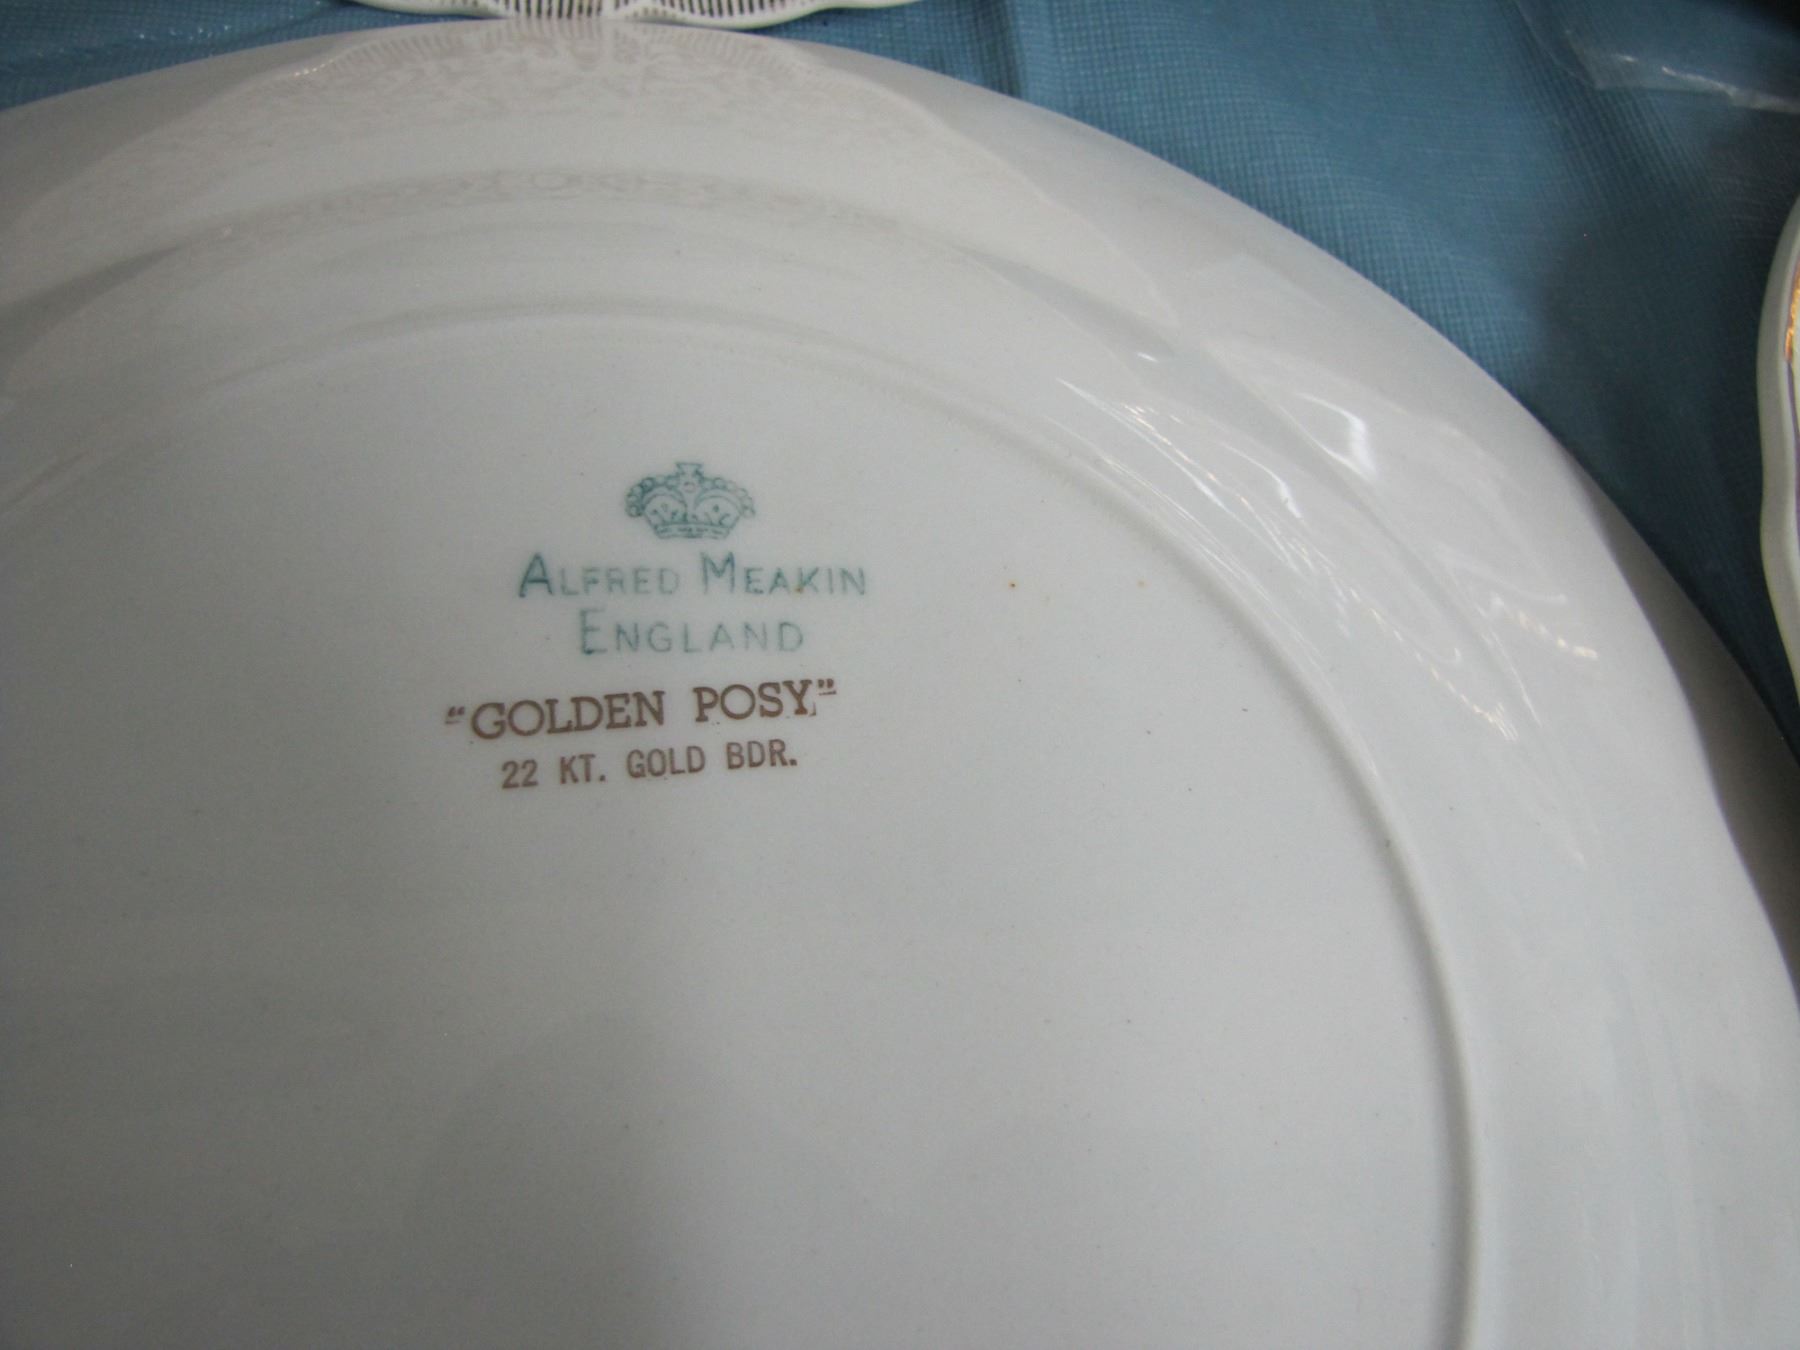 ALFRED MEAKIN
ENGLAND
"GOLDEN POSY"
22 KT. GOLD BDR.